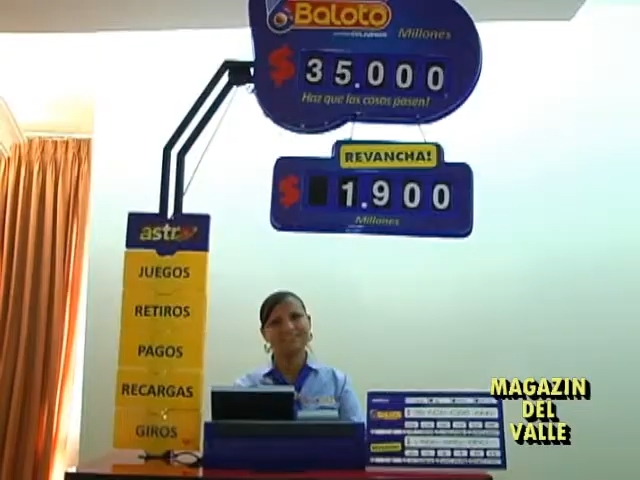 Baloto
Millones
$ 35.000
Haz que las cosas pasen!
REVANCHA!
$ 1.900
Millones
astro
JUEGOS
RETIROS
PAGOS
RECARGAS
GIROS
MAGAZIN
DEL
VALLE